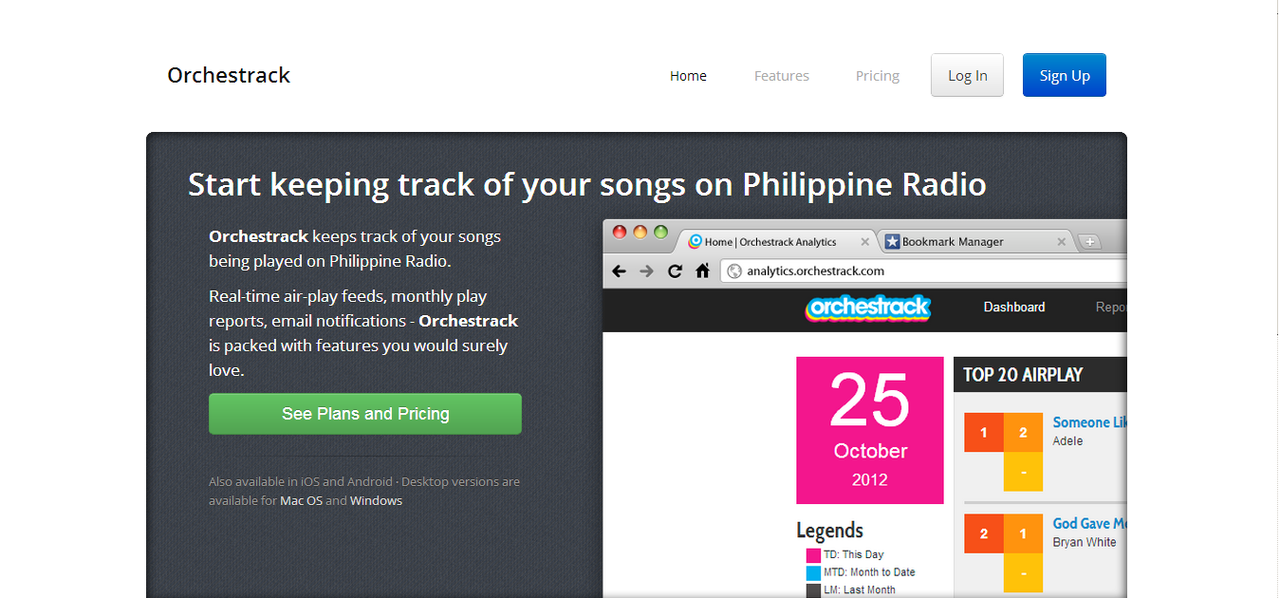 Orchestrack
Home
Features
Pricing
Log In
Sign Up
Start keeping track of your songs on Philippine Radio
Orchestrack keeps track of your songs
being played on Philippine Radio.
Real-time air-play feeds, monthly play
reports, email notifications - Orchestrack
is packed with features you would surely
love.
See Plans and Pricing
Also available in iOS and Android · Desktop versions are
available for Mac OS and Windows
Home | Orchestrack Analytics
Bookmark Manager
analytics.orchestrack.com
orchestrack
Dashboard
25
October
2012
Legends
TD: This Day
MTD: Month to Date
LM: Last Month
TOP 20 AIRPLAY
1 2
-
Someone
Adele
2 1
-
God Gave
Bryan White